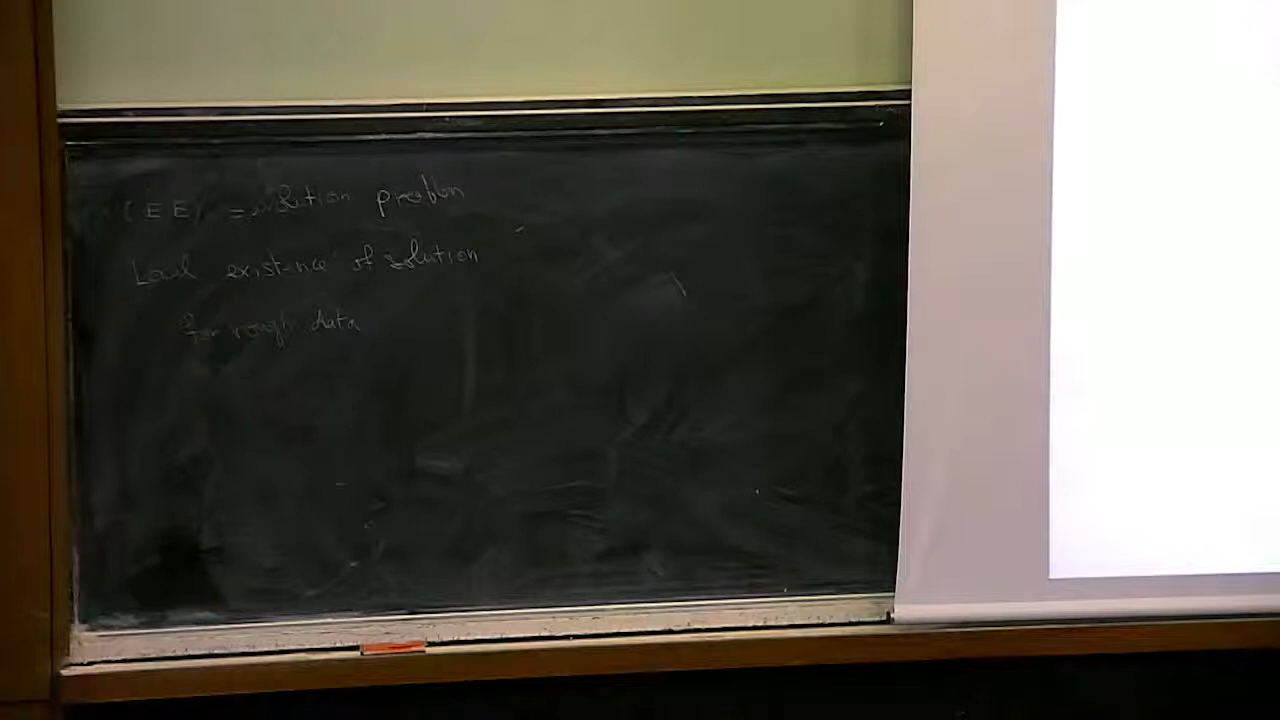 (EE) = evolution problem
Local existence of solution
for rough data